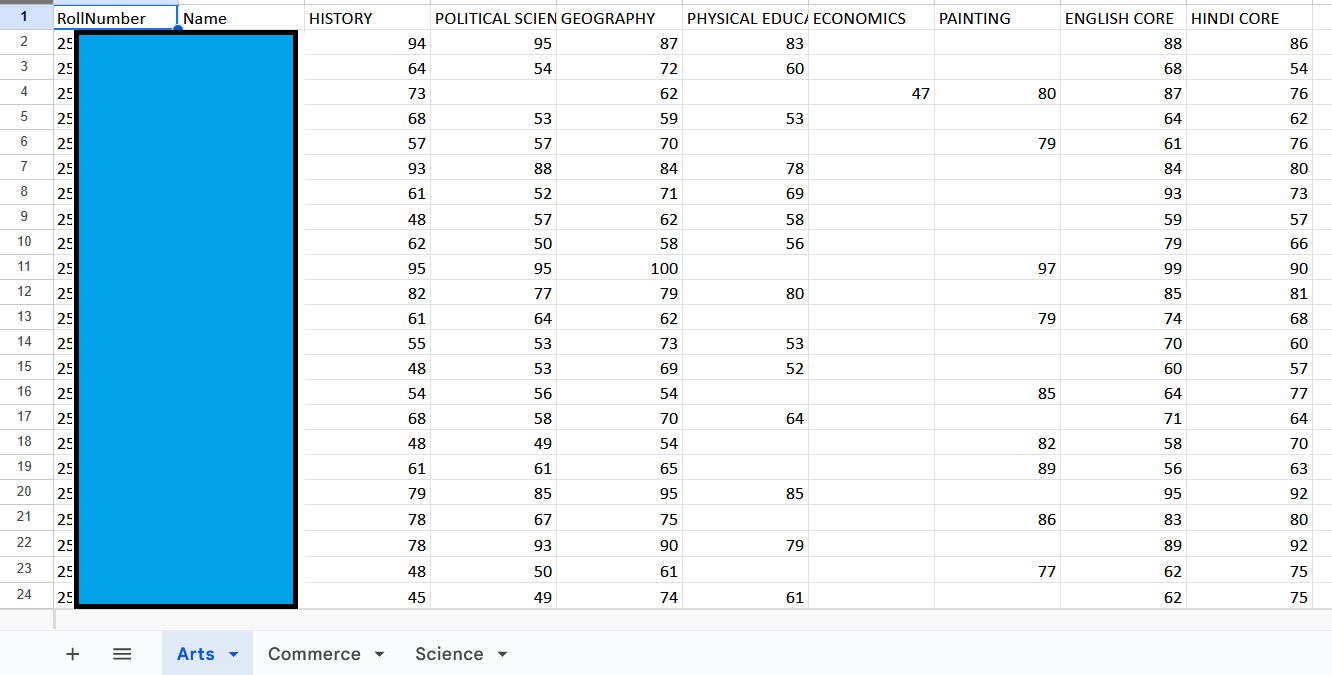 1 RollNumber Name HISTORY POLITICAL SCIEN GEOGRAPHY PHYSICAL EDUCA ECONOMICS PAINTING ENGLISH CORE HINDI CORE
2 25 94 95 87 83 88 86
3 25 64 54 72 60 68 54
4 25 73 62 47 80 87 76
5 25 68 53 59 53 64 62
6 25 57 57 70 79 61 76
7 25 93 88 84 78 84 80
8 25 61 52 71 69 93 73
9 25 48 57 62 58 59 57
10 25 62 50 58 56 79 66
11 25 95 95 100 97 99 90
12 25 82 77 79 80 85 81
13 25 61 64 62 79 74 68
14 25 55 53 73 53 70 60
15 25 48 53 69 52 60 57
16 25 54 56 54 85 64 77
17 25 68 58 70 64 71 64
18 25 48 49 54 82 58 70
19 25 61 61 65 89 56 63
20 25 79 85 95 85 95 92
21 25 78 67 75 86 83 80
22 25 78 93 90 79 89 92
23 25 48 50 61 77 62 75
24 25 45 49 74 61 62 75
Arts Commerce Science